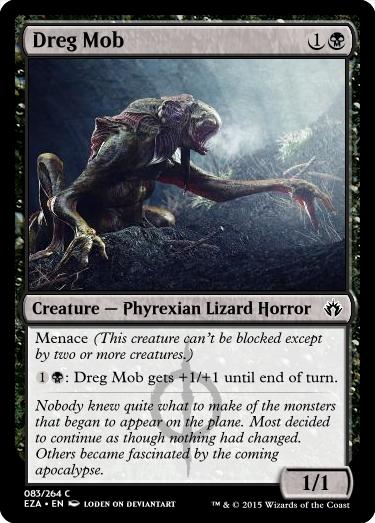 Dreg Mob 1
Creature — Phyrexian Lizard Horror
Menace (This creature can't be blocked except
by two or more creatures.)
1 : Dreg Mob gets +1/+1 until end of turn.
Nobody knew quite what to make of the monsters
that began to appear on the plane. Most decided
to continue as though nothing had changed.
Others became fascinated by the coming
apocalypse.
1/1
083/264 C
EZA • EN LODEN ON DEVIANTART
™ & © 2015 Wizards of the Coast